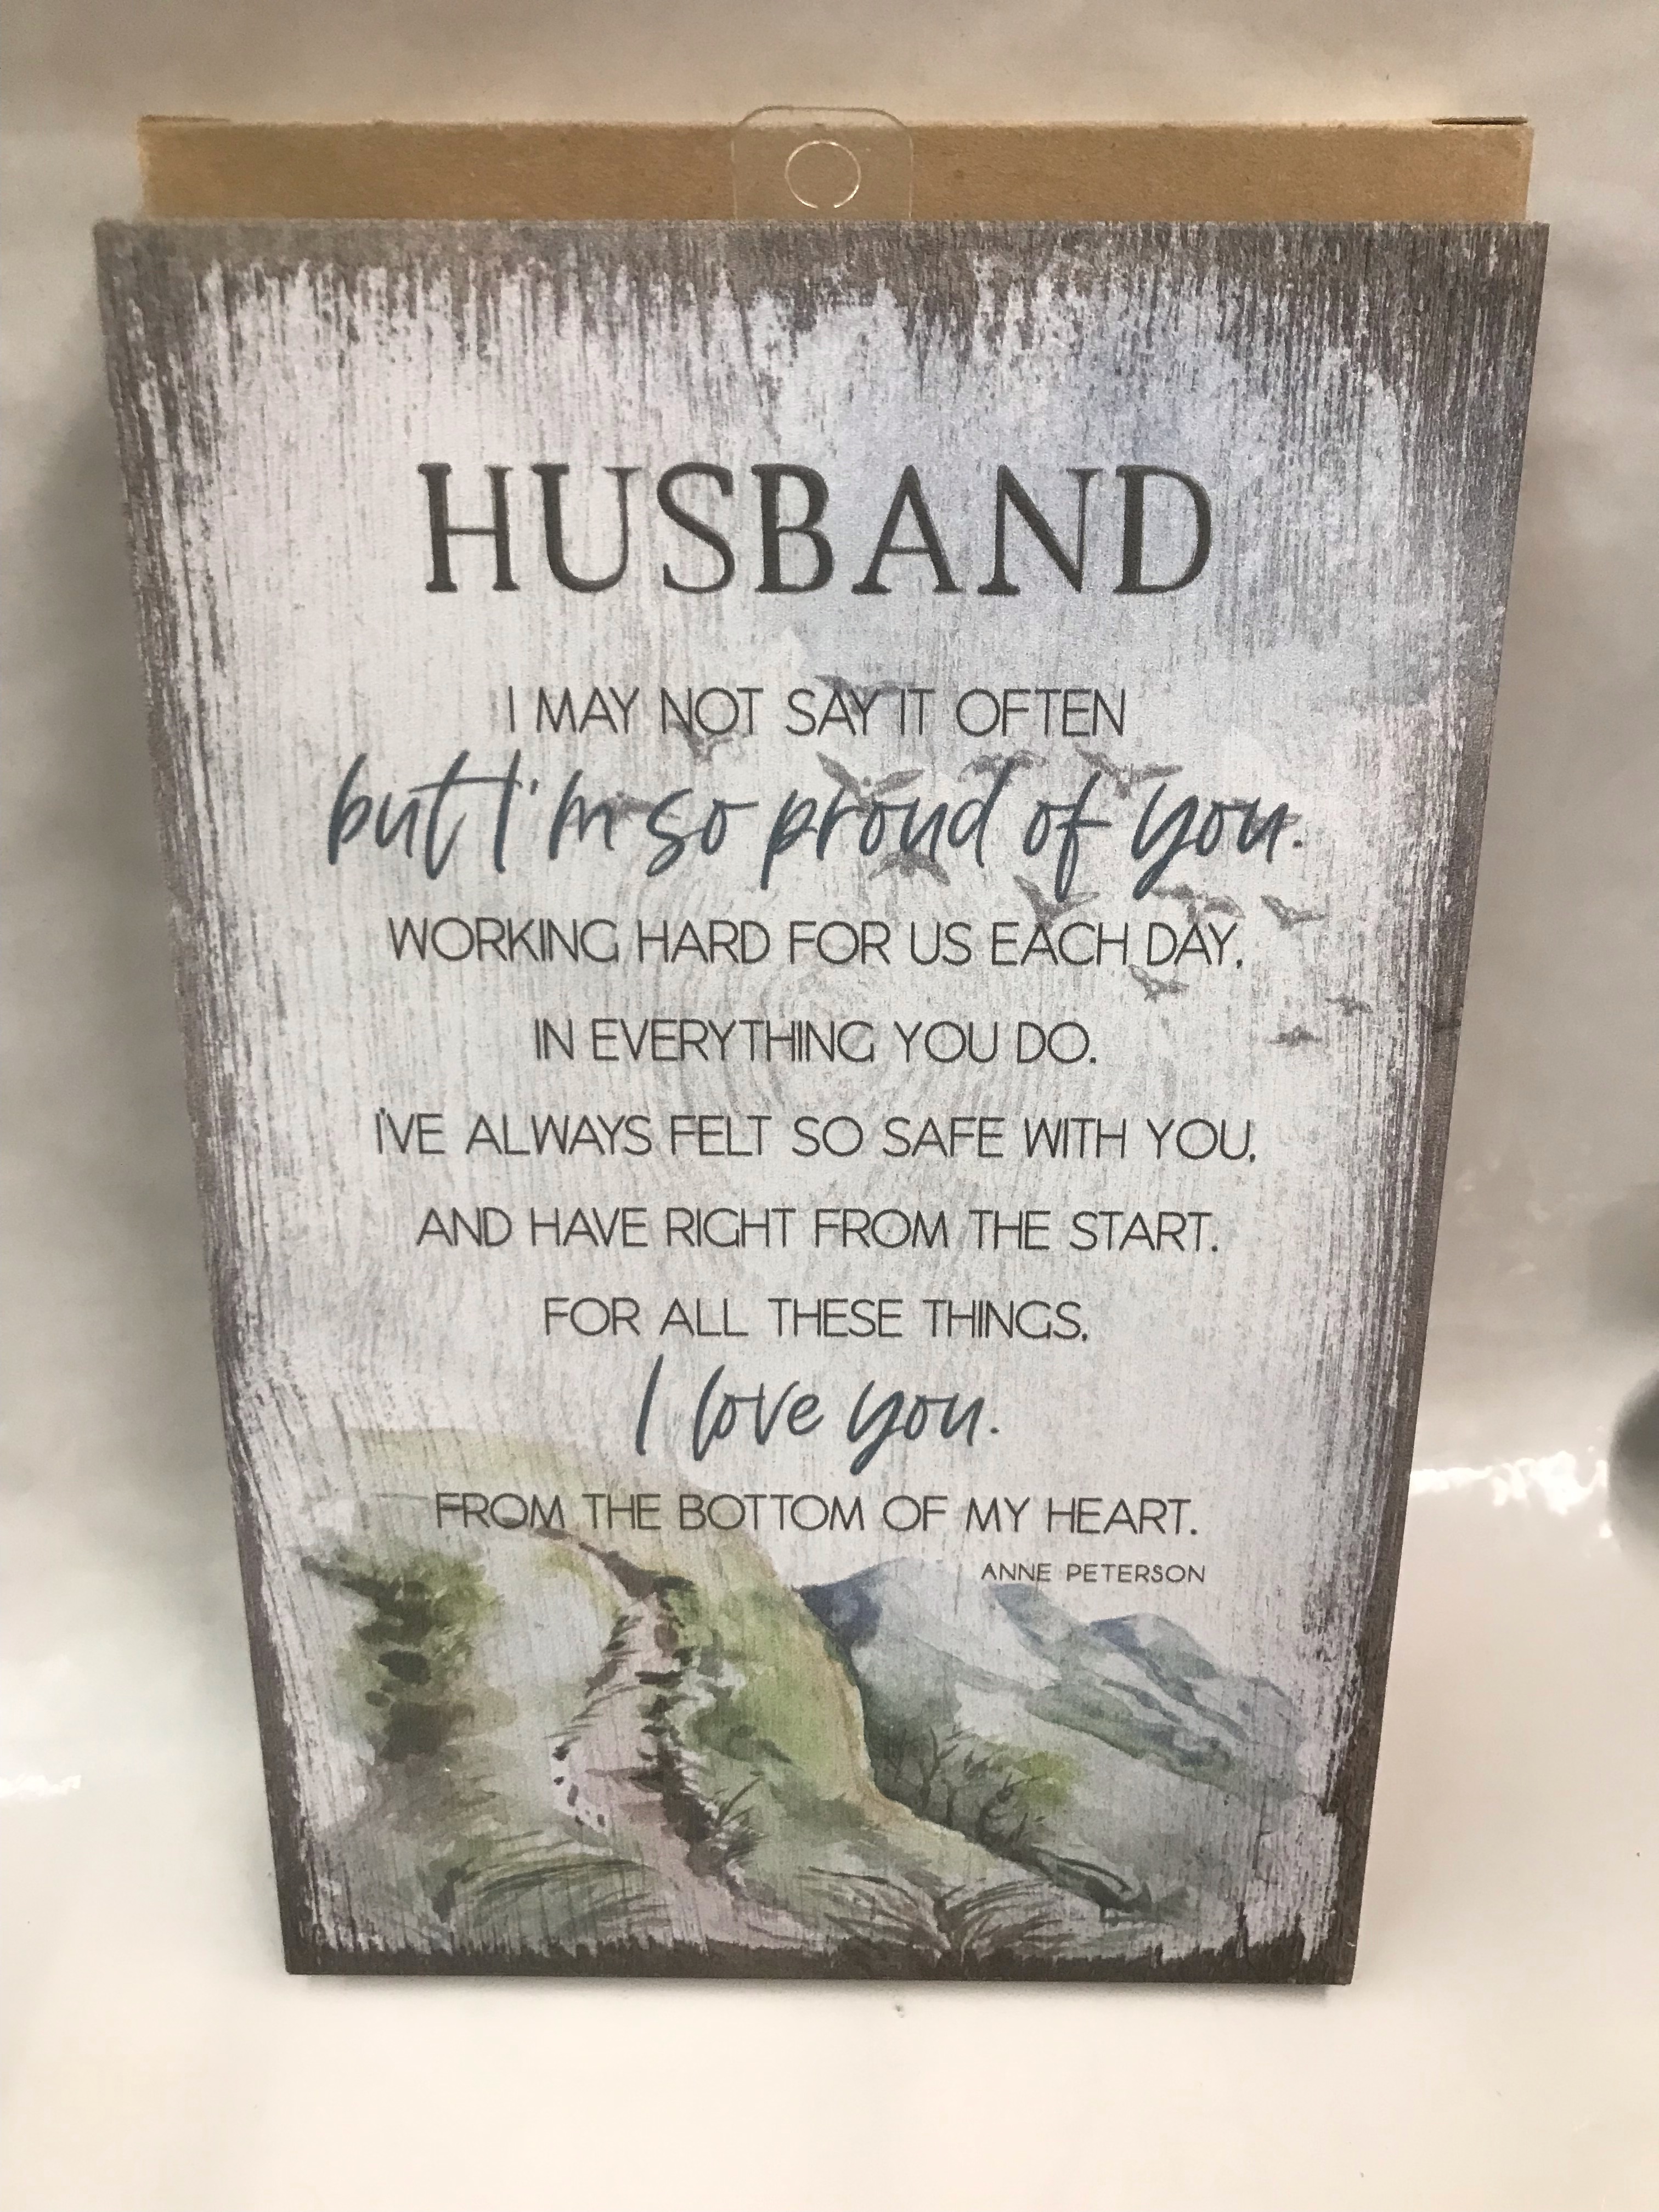 HUSBAND
I MAY NOT SAY IT OFTEN
but I'm so proud of you.
WORKING HARD FOR US EACH DAY,
IN EVERYTHING YOU DO.
I'VE ALWAYS FELT SO SAFE WITH YOU,
AND HAVE RIGHT FROM THE START.
FOR ALL THESE THINGS,
I love you.
FROM THE BOTTOM OF MY HEART.
ANNE PETERSON